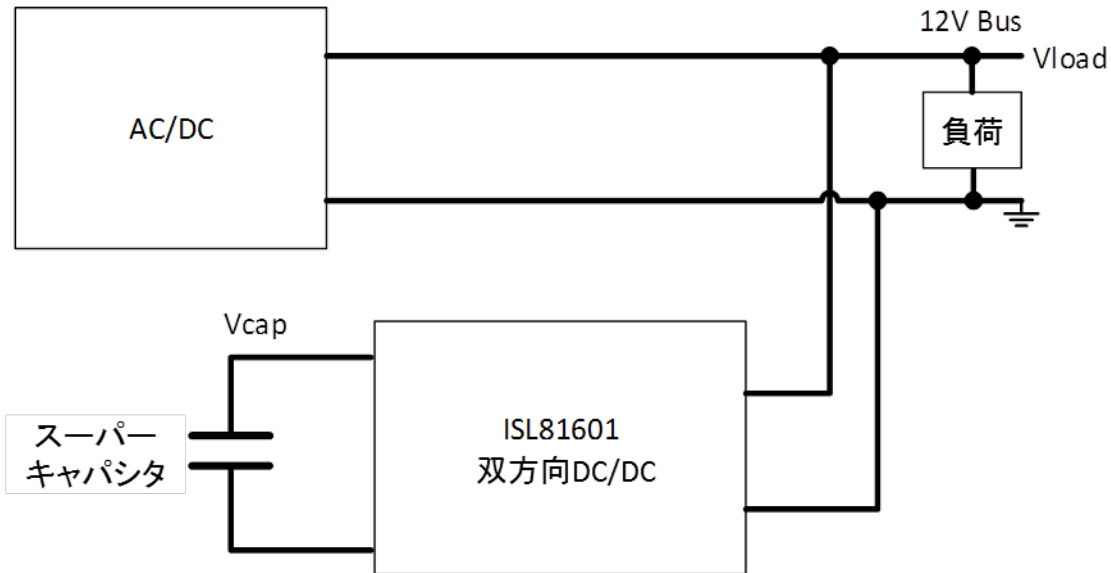 12V Bus
Vload
AC/DC
負荷
Vcap
スーパー
キャパシタ
ISL81601
双方向DC/DC